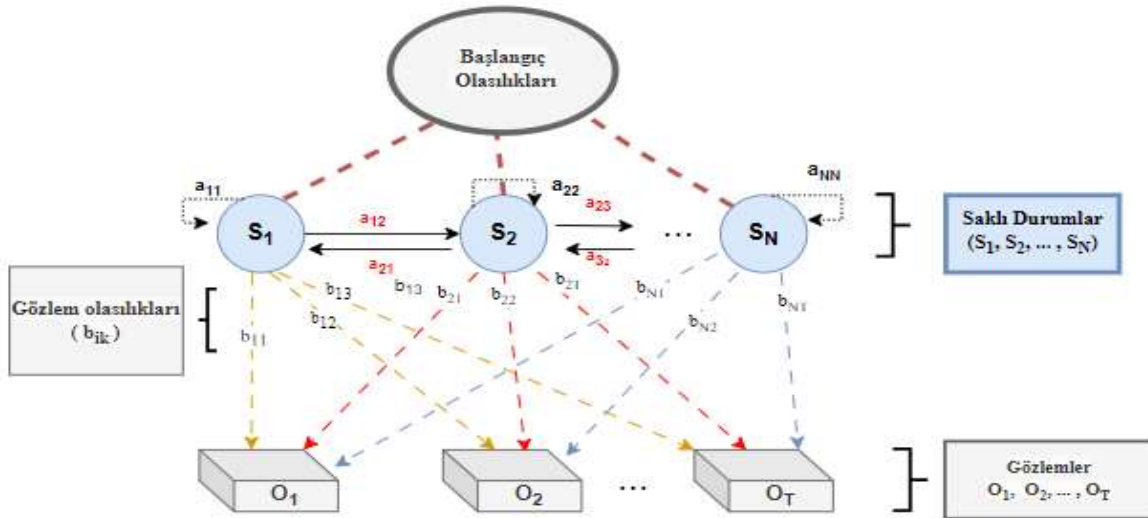 Başlangıç
Olasılıkları
a11
a12
a21
a22
a23
a3₂
aNN
S1
S2
...
SN
Saklı Durumlar
(S1, S2, ... , SN)
Gözlem olasılıkları
( bik )
b11
b12
b13
b13
b21
b22
b21
bN1
bN2
bN1
O1
O2
...
OT
Gözlemler
O1, O2, ... , OT